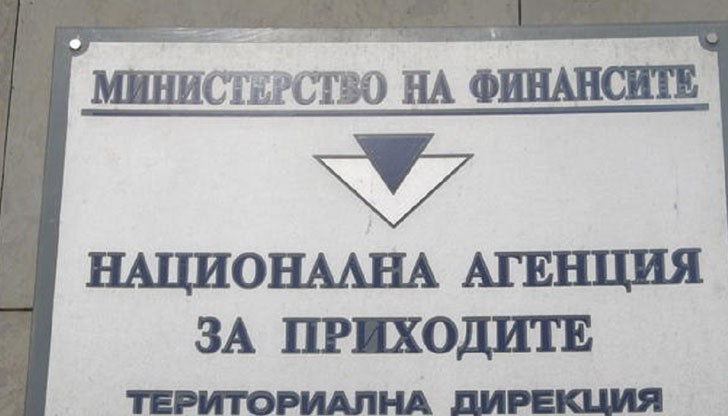 МИНИСТЕРСТВО НА ФИНАНСИТЕ
НАЦИОНАЛНА АГЕНЦИЯ
ЗА ПРИХОДИТЕ
ТЕРИТОРИАЛНА ДИРЕКЦИЯ